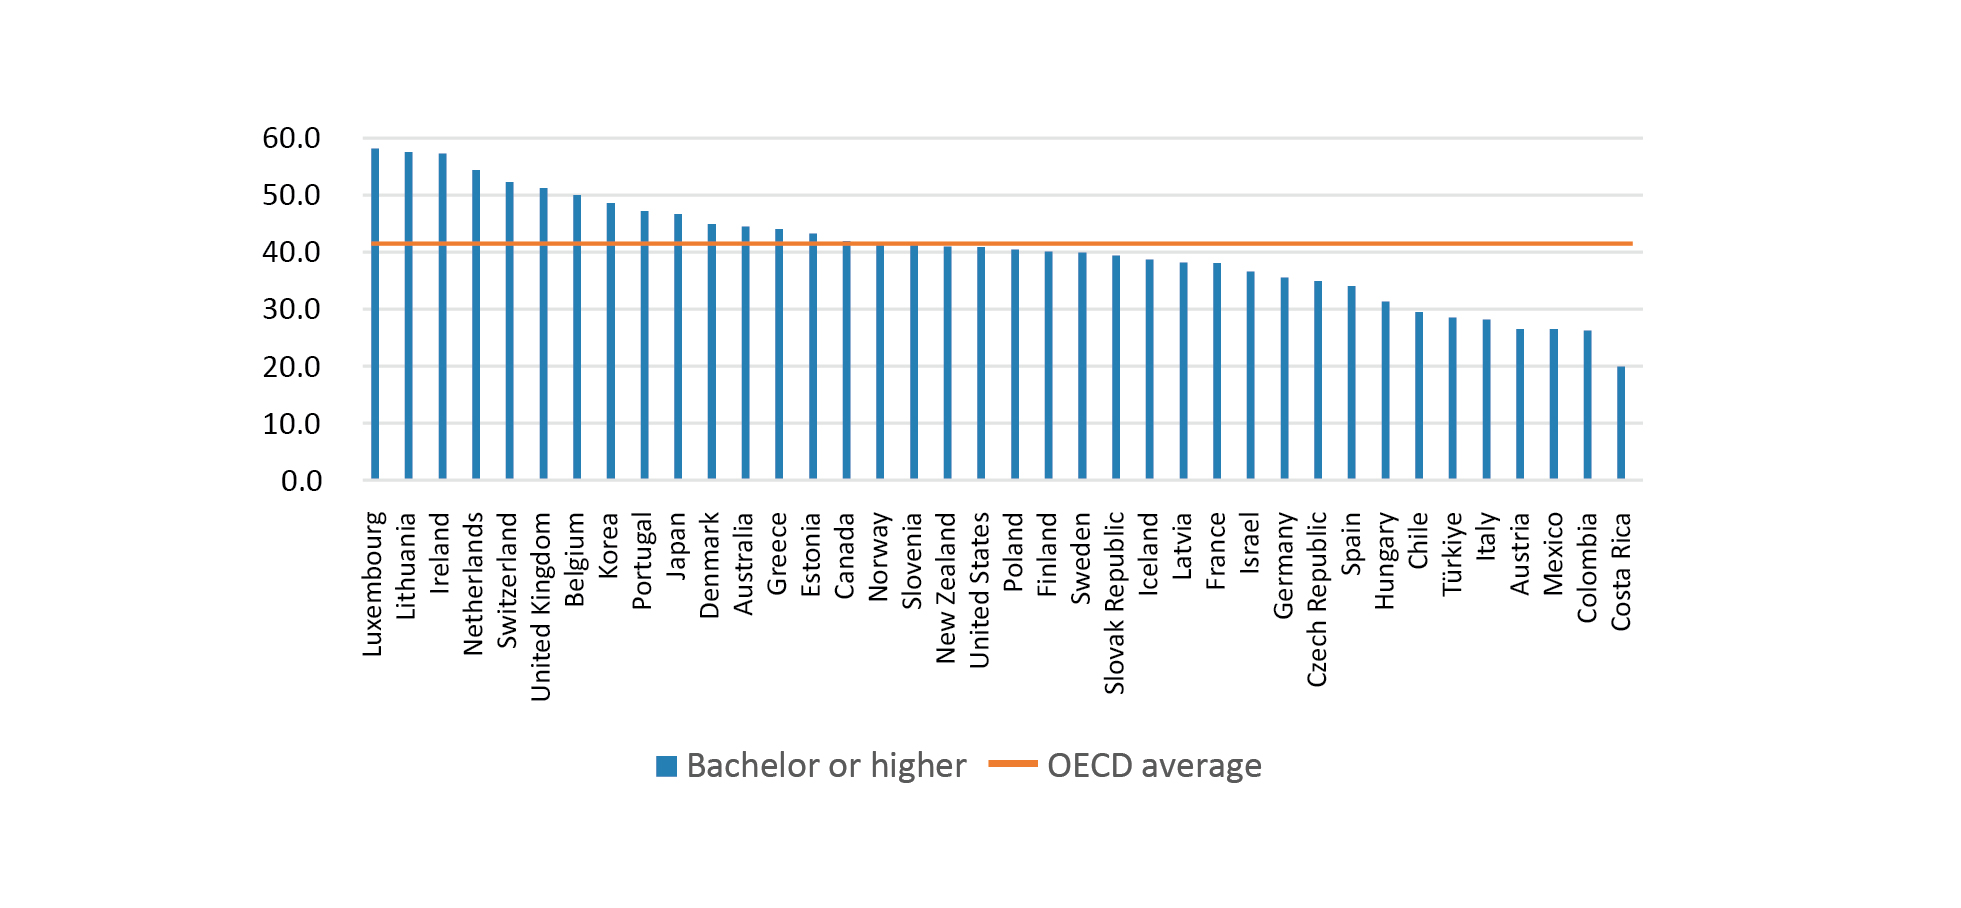 60.0
50.0
40.0
30.0
20.0
10.0
0.0
Luxembourg
Lithuania
Ireland
Netherlands
Switzerland
United Kingdom
Belgium
Korea
Portugal
Japan
Denmark
Australia
Greece
Estonia
Canada
Norway
Slovenia
New Zealand
United States
Poland
Finland
Sweden
Slovak Republic
Iceland
Latvia
France
Israel
Germany
Czech Republic
Spain
Hungary
Chile
Türkiye
Italy
Austria
Mexico
Colombia
Costa Rica
Bachelor or higher
OECD average